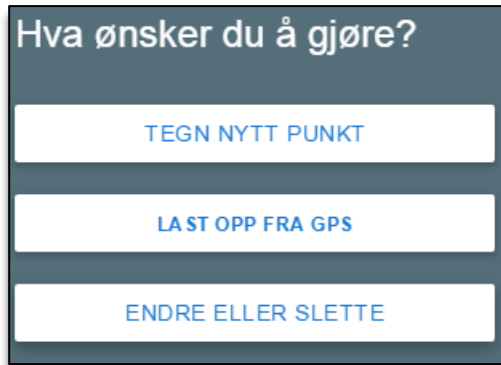 Hva ønsker du å gjøre?
TEGN NYTT PUNKT
LAST OPP FRA GPS
ENDRE ELLER SLETTE